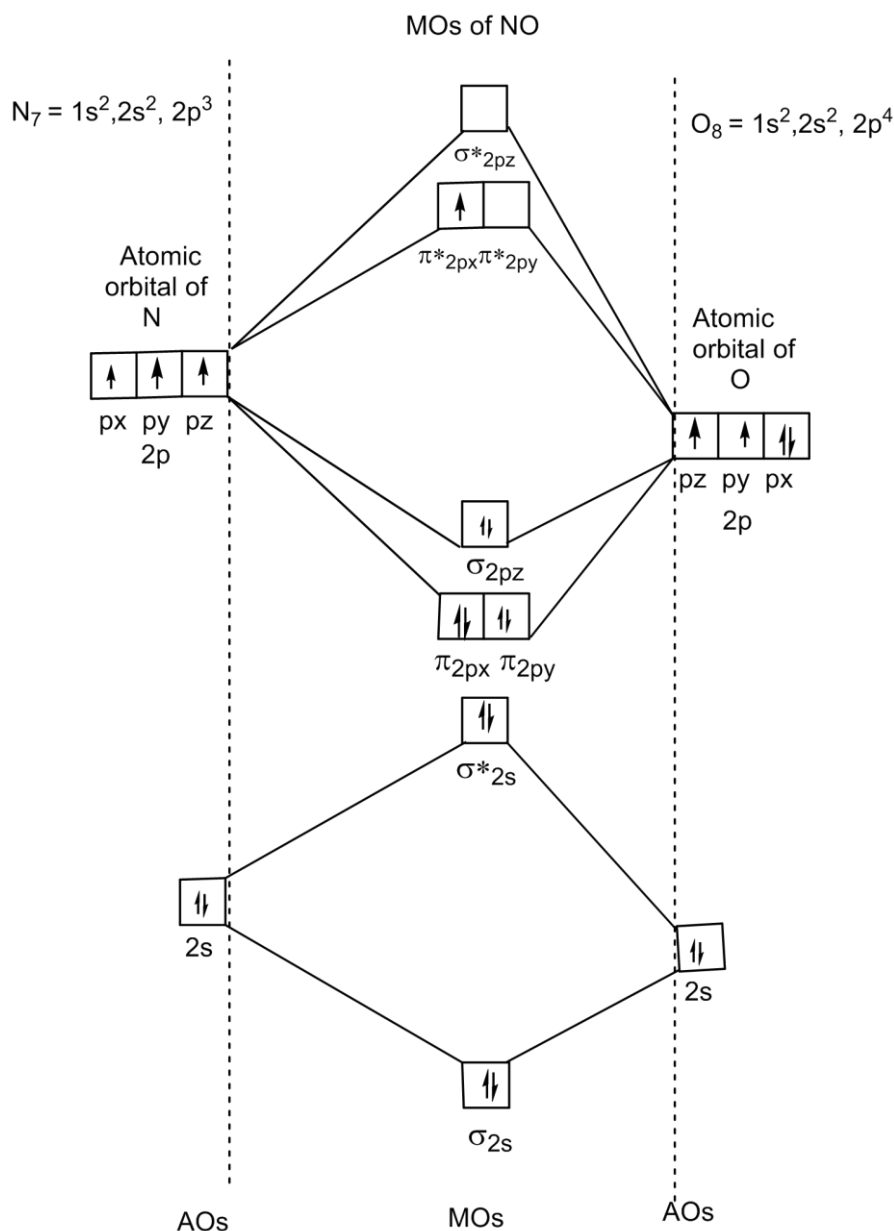 MOs of NO
N₇ = 1s²,2s², 2p³
O₈ = 1s²,2s², 2p⁴
σ*2pz
π*2pxπ*2py
Atomic
orbital of
N
Atomic
orbital of
O
px py pz
2p
pz py px
2p
σ2pz
π2px π2py
σ*2s
2s
2s
σ2s
AOs
MOs
AOs